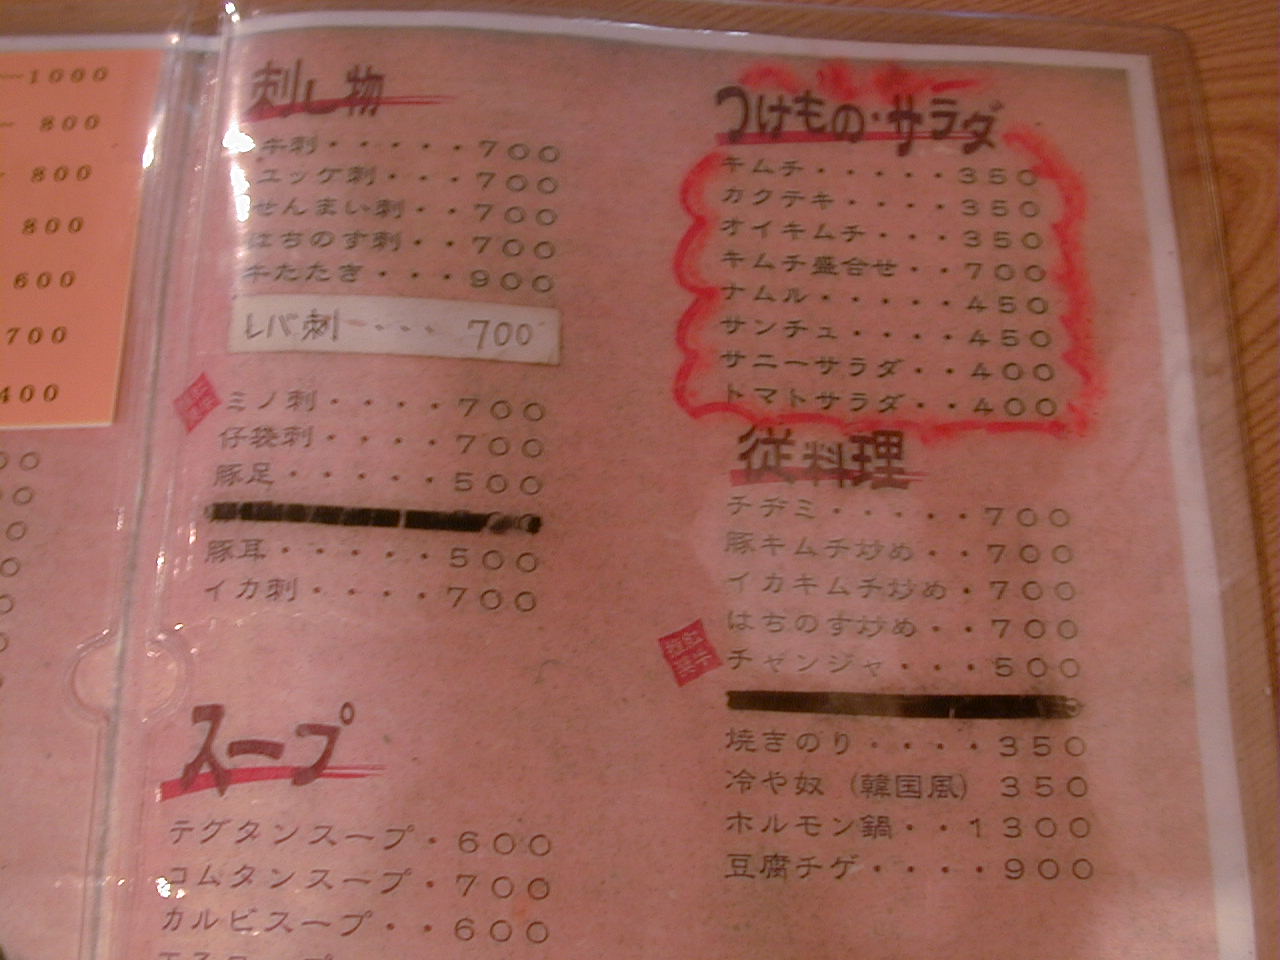 1000
800
800
800
600
700
400
刺し物
牛刺・・・・・700
ユッケ刺・・・700
せんまい刺・・700
はちのす刺・・700
牛たたき・・・900
レバ刺・・・700
ミノ刺・・・・700
仔袋刺・・・・700
豚足・・・・・500
豚耳・・・・・500
イカ刺・・・・700
スープ
テグタンスープ・600
コムタンスープ・700
カルビスープ・・600
つけもの・サラダ
キムチ・・・・・350
カクテキ・・・・350
オイキムチ・・・350
キムチ盛合せ・・700
ナムル・・・・・450
サンチュ・・・・450
サニーサラダ・・400
トマトサラダ・・400
従料理
チヂミ・・・・・700
豚キムチ炒め・・700
イカキムチ炒め・700
はちのす炒め・・700
チャンジャ・・・500
焼きのり・・・・350
冷や奴（韓国風）350
ホルモン鍋・・1300
豆腐チゲ・・・・900